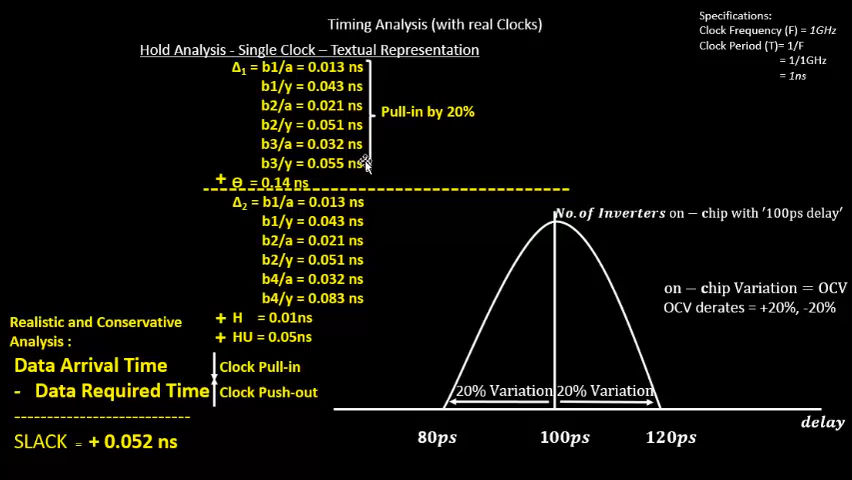 Timing Analysis (with real Clocks)
Specifications:
Clock Frequency (F) = 1GHz
Clock Period (T)= 1/F
= 1/1GHz
= 1ns
Hold Analysis - Single Clock – Textual Representation
Δ1 = b1/a = 0.013 ns
b1/y = 0.043 ns
b2/a = 0.021 ns
b2/y = 0.051 ns
b3/a = 0.032 ns
b3/y = 0.055 ns
Pull-in by 20%
+ Ө = 0.14 ns
Δ2 = b1/a = 0.013 ns
b1/y = 0.043 ns
b2/a = 0.021 ns
b2/y = 0.051 ns
b4/a = 0.032 ns
b4/y = 0.083 ns
+ H = 0.01ns
+ HU = 0.05ns
Realistic and Conservative
Analysis :
Data Arrival Time
- Data Required Time
Clock Pull-in
Clock Push-out
---------------------------
SLACK = + 0.052 ns
No. of Inverters on − chip with '100ps delay'
on − chip Variation = OCV
OCV derates = +20%, -20%
20% Variation 20% Variation
delay
80ps 100ps 120ps